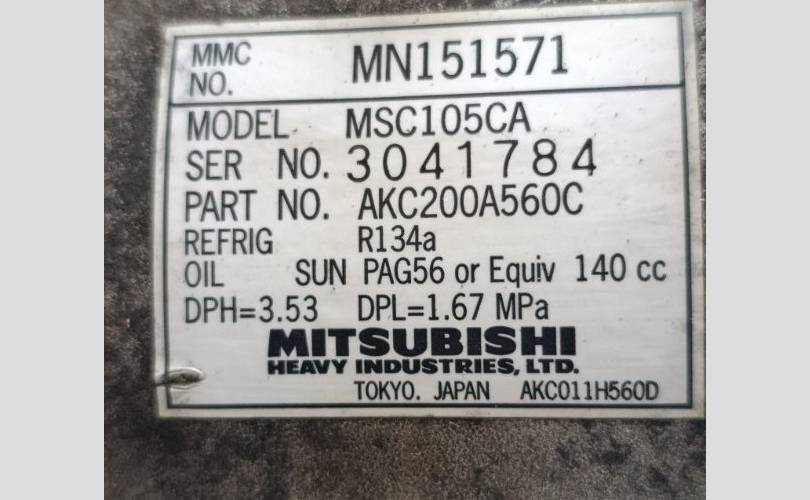 MMC NO. MN151571
MODEL MSC105CA
SER NO. 3041784
PART NO. AKC200A560C
REFRIG R134a
OIL SUN PAG56 or Equiv 140 cc
DPH=3.53 DPL=1.67 MPa
MITSUBISHI
HEAVY INDUSTRIES, LTD.
TOKYO. JAPAN AKC011H560D